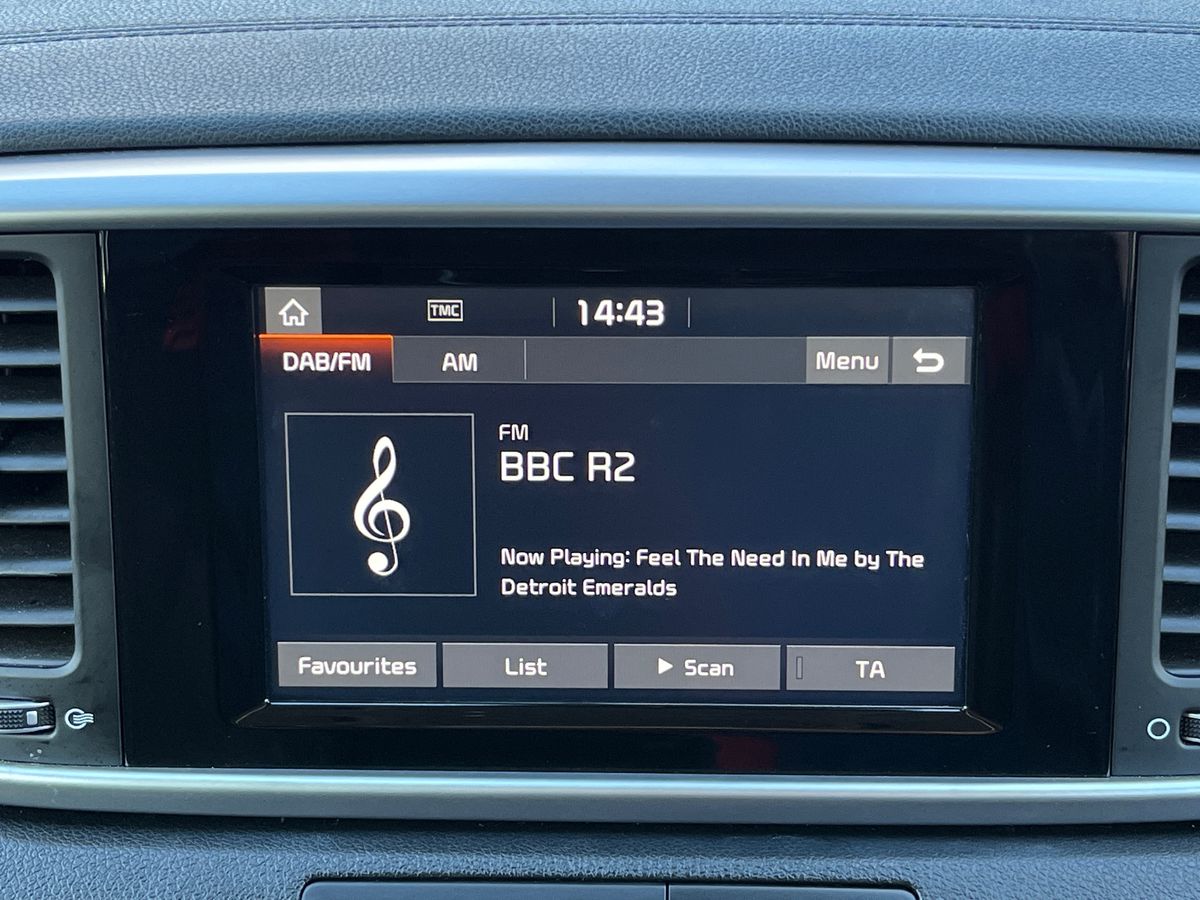 TMC
14:43
DAB/FM
AM
Menu
FM
BBC R2
Now Playing: Feel The Need In Me by The
Detroit Emeralds
Favourites
List
Scan
TA